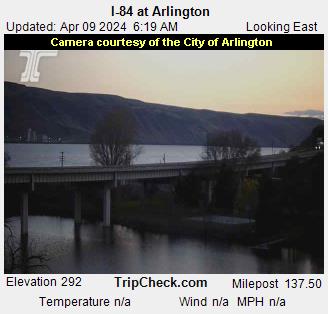 I-84 at Arlington
Updated: Apr 09 2024 6:19 AM Looking East
Camera courtesy of the City of Arlington
Elevation 292 TripCheck.com Milepost 137.50
Temperature n/a Wind n/a MPH n/a